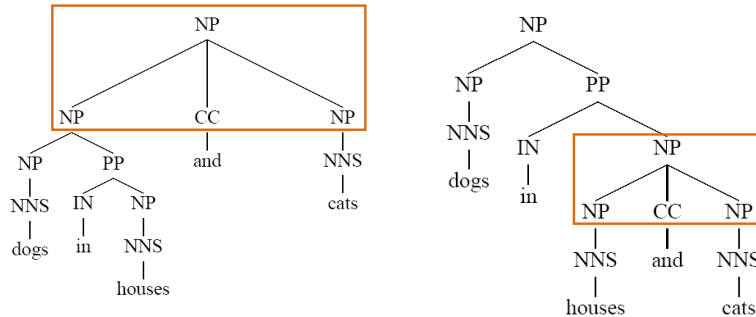 NP
NP CC NP
NP PP and NNS
NNS IN NP cats
dogs in NNS
houses
NP
NP PP
NNS IN NP
dogs in NP CC NP
NNS and NNS
houses cats